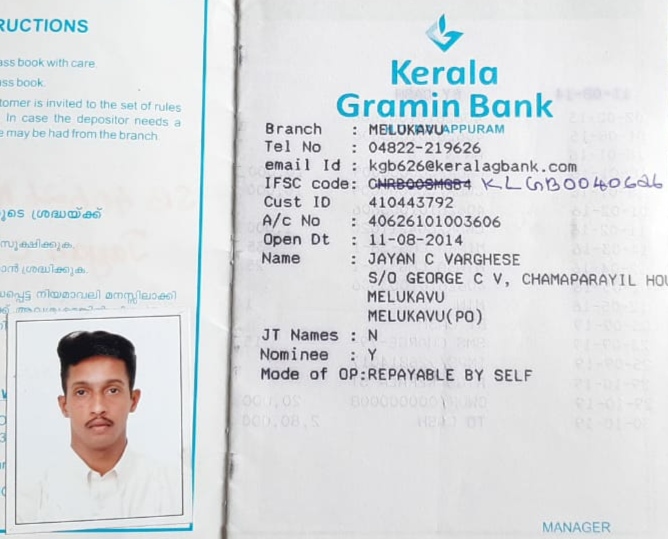 RUCTIONS
ass book with care.
ss book.
tomer is invited to the set of rules
In case the depositor needs a
e may be had from the branch.
ശ്രദ്ധയ്ക്ക്
സൂക്ഷിക്കുക.
ശ്രദ്ധിക്കുക.
നിയമാവലി മനസ്സിലാക്കി
Kerala
Gramin Bank
APPURAM
Branch : MELUKAVU
Tel No : 04822-219626
email Id : kgb626@keralagbank.com
IFSC code: CNRB00SMGB4 KLGB0040626
Cust ID 410443792
A/c No : 40626101003606
Open Dt : 11-08-2014
Name : JAYAN C VARGHESE
S/O GEORGE C V, CHAMAPARAYIL HOU
MELUKAVU
MELUKAVU(PO)
JT Names : N
Nominee : Y
Mode of OP:REPAYABLE BY SELF
MANAGER